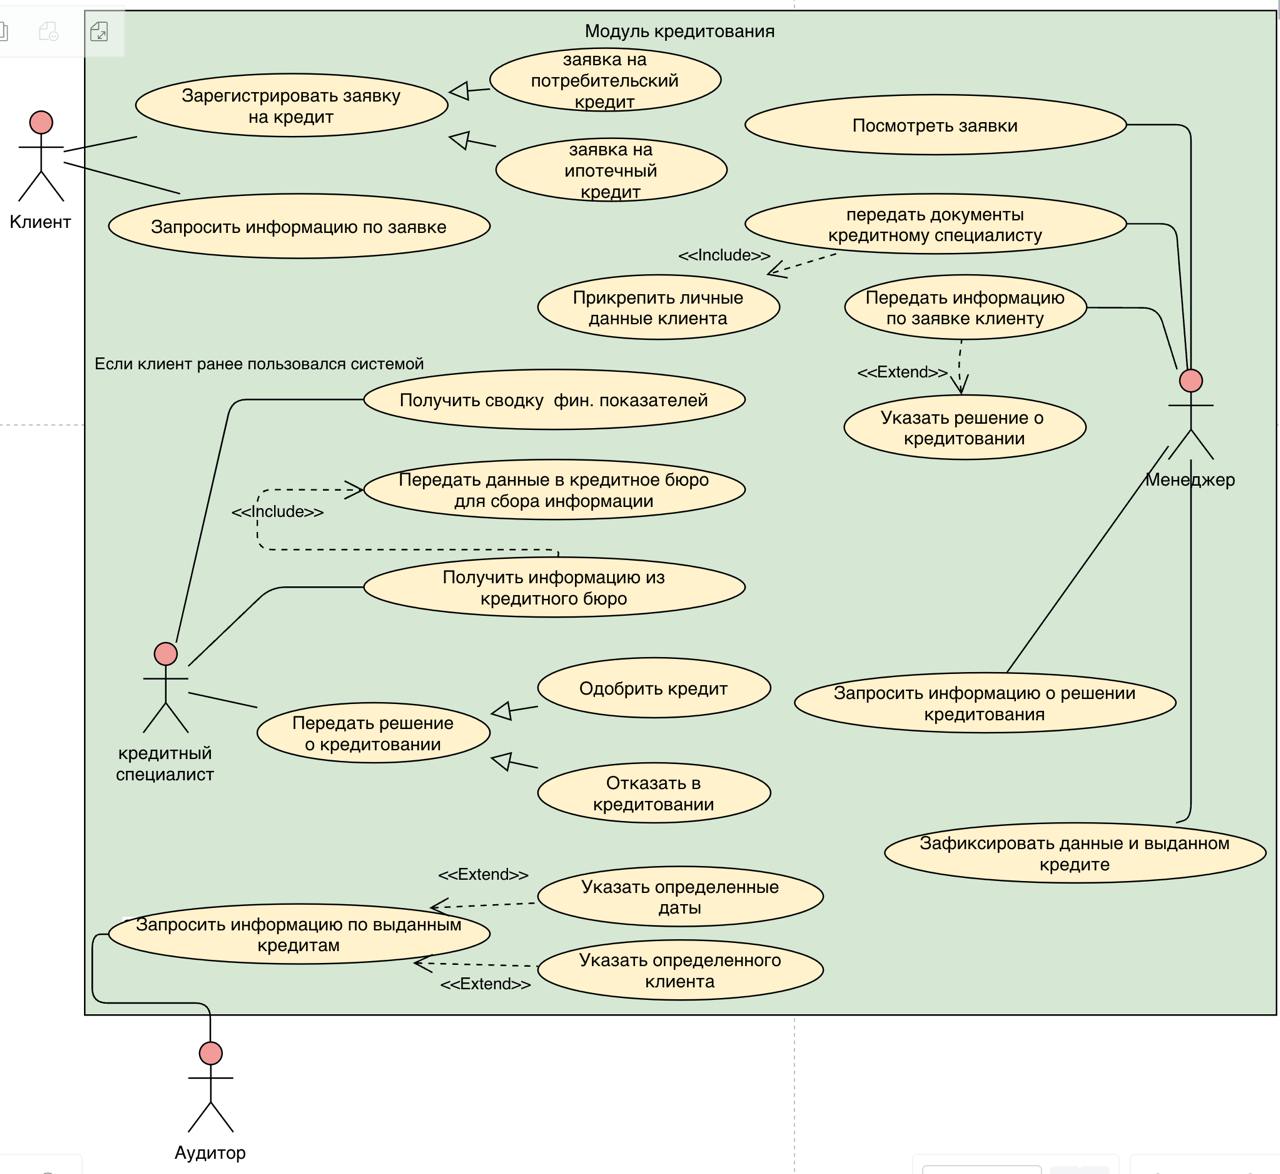 Модуль кредитования
Зарегистрировать заявку
на кредит
заявка на
потребительский
кредит
заявка на
ипотечный
кредит
Посмотреть заявки
Клиент
Запросить информацию по заявке
передать документы
кредитному специалисту
<<Include>>
Прикрепить личные
данные клиента
Передать информацию
по заявке клиенту
Если клиент ранее пользовался системой
<<Extend>>
Получить сводку  фин. показателей
Указать решение о
кредитовании
Менеджер
Передать данные в кредитное бюро
для сбора информации
<<Include>>
Получить информацию из
кредитного бюро
Одобрить кредит
Запросить информацию о решении
кредитования
Передать решение
о кредитовании
кредитный
специалист
Отказать в
кредитовании
Зафиксировать данные и выданном
кредите
<<Extend>>
Указать определенные
даты
Запросить информацию по выданным
кредитам
Указать определенного
клиента
<<Extend>>
Аудитор